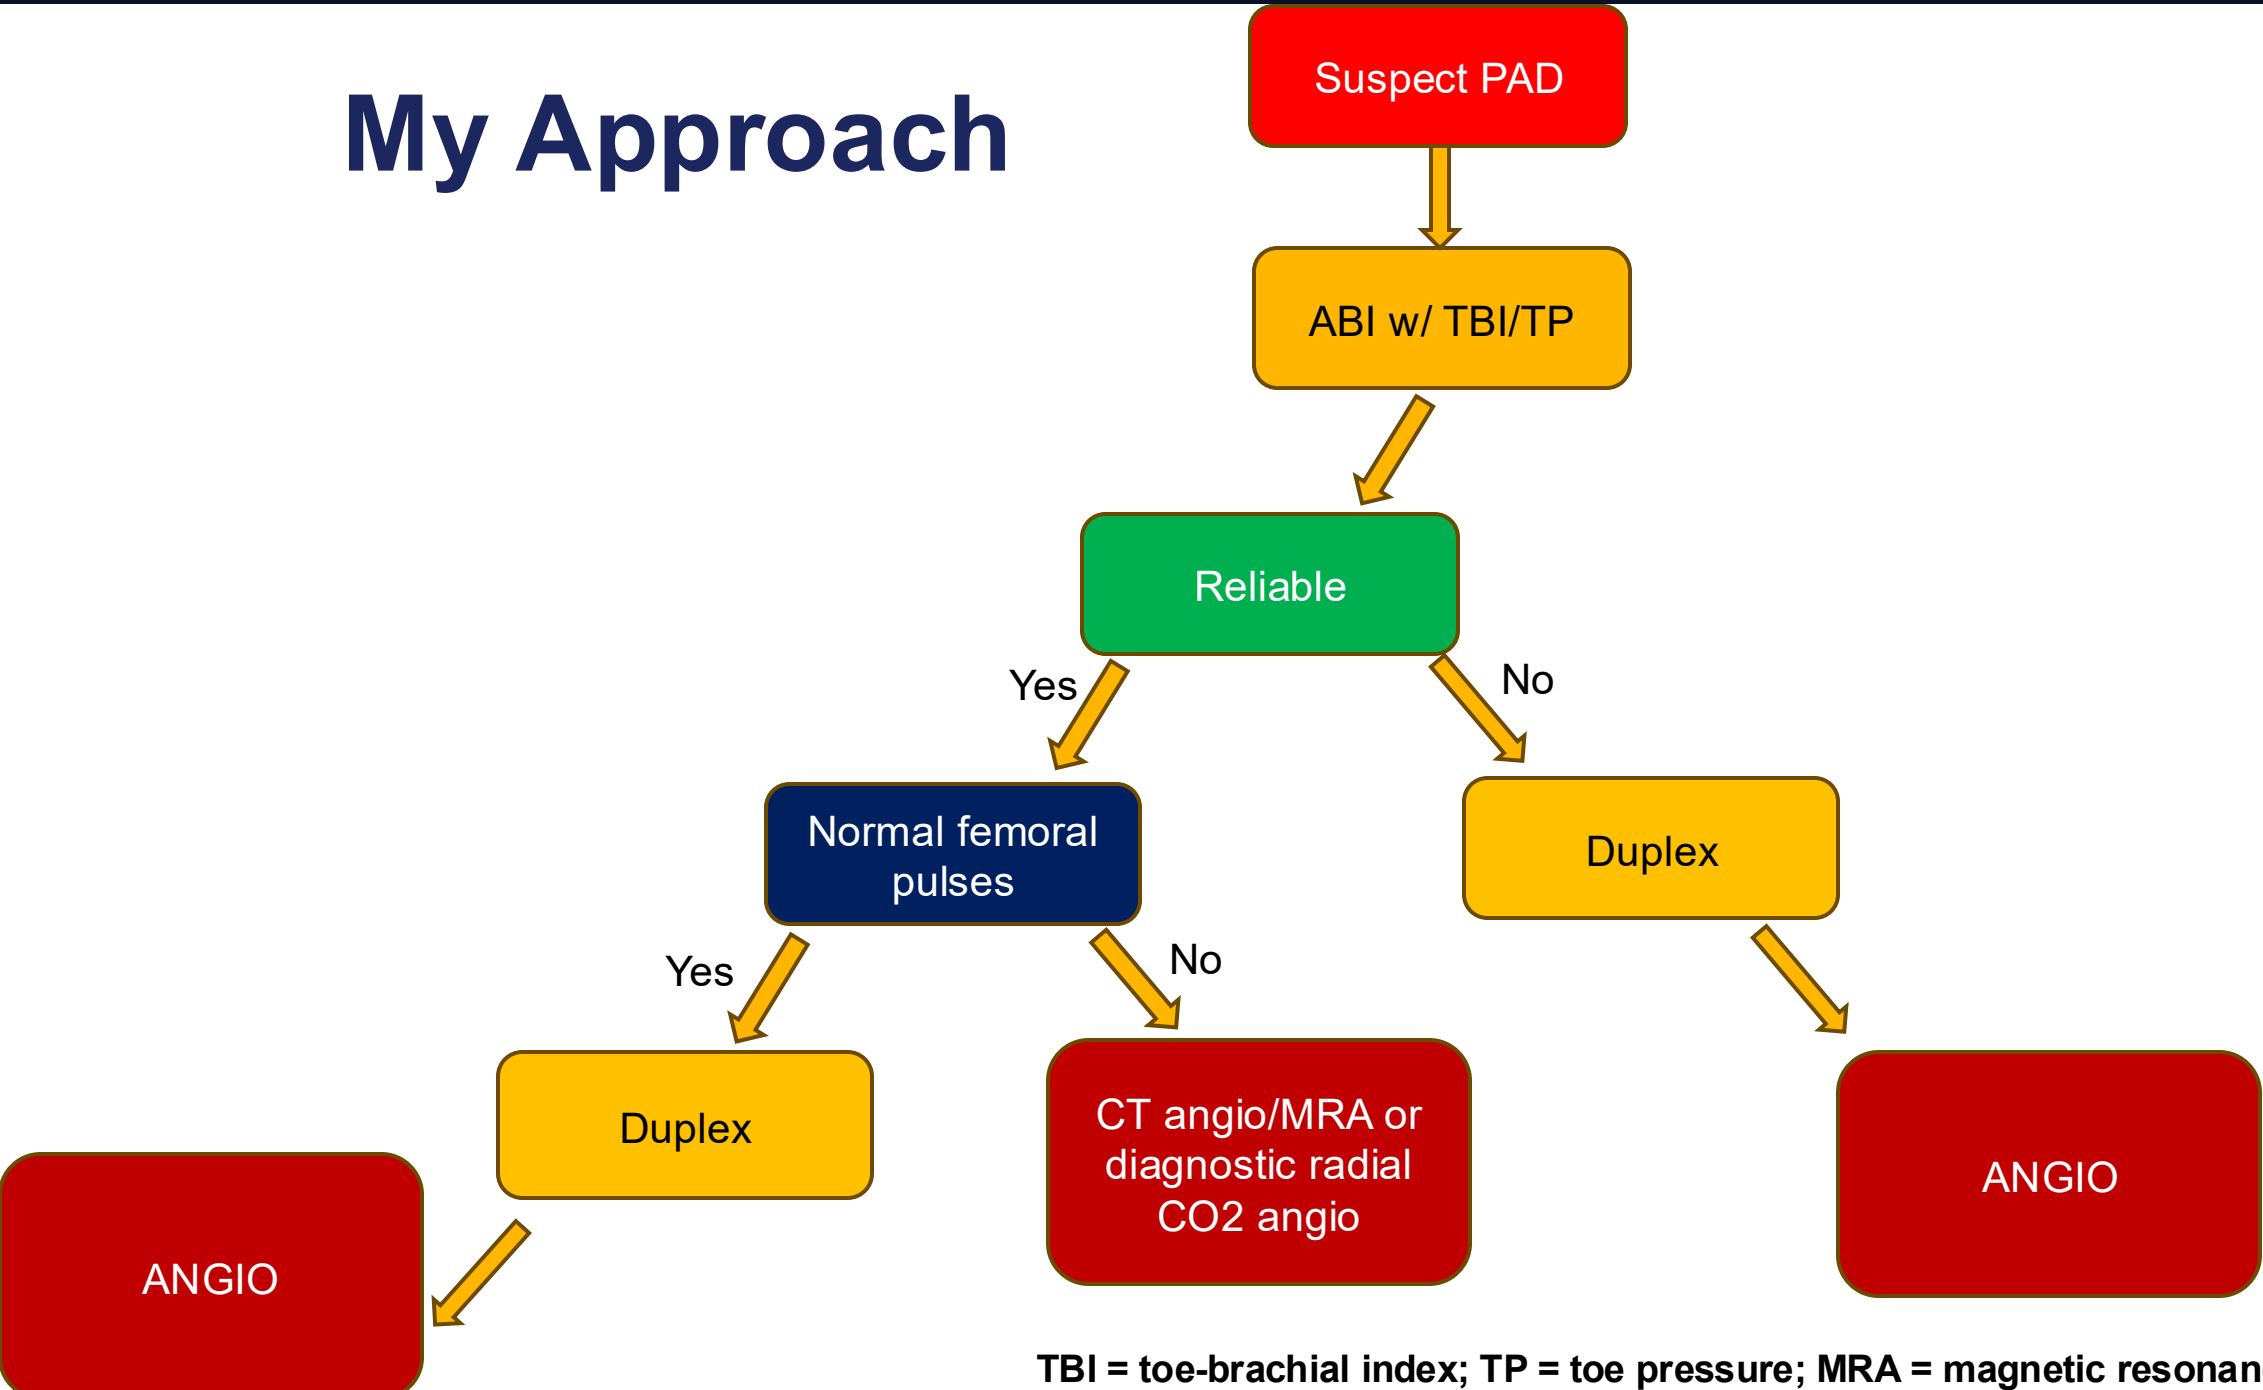 My Approach
Suspect PAD
ABI w/ TBI/TP
Reliable
Yes
No
Normal femoral
pulses
Duplex
Yes
No
Duplex
CT angio/MRA or
diagnostic radial
CO2 angio
ANGIO
ANGIO
TBI = toe-brachial index; TP = toe pressure; MRA = magnetic